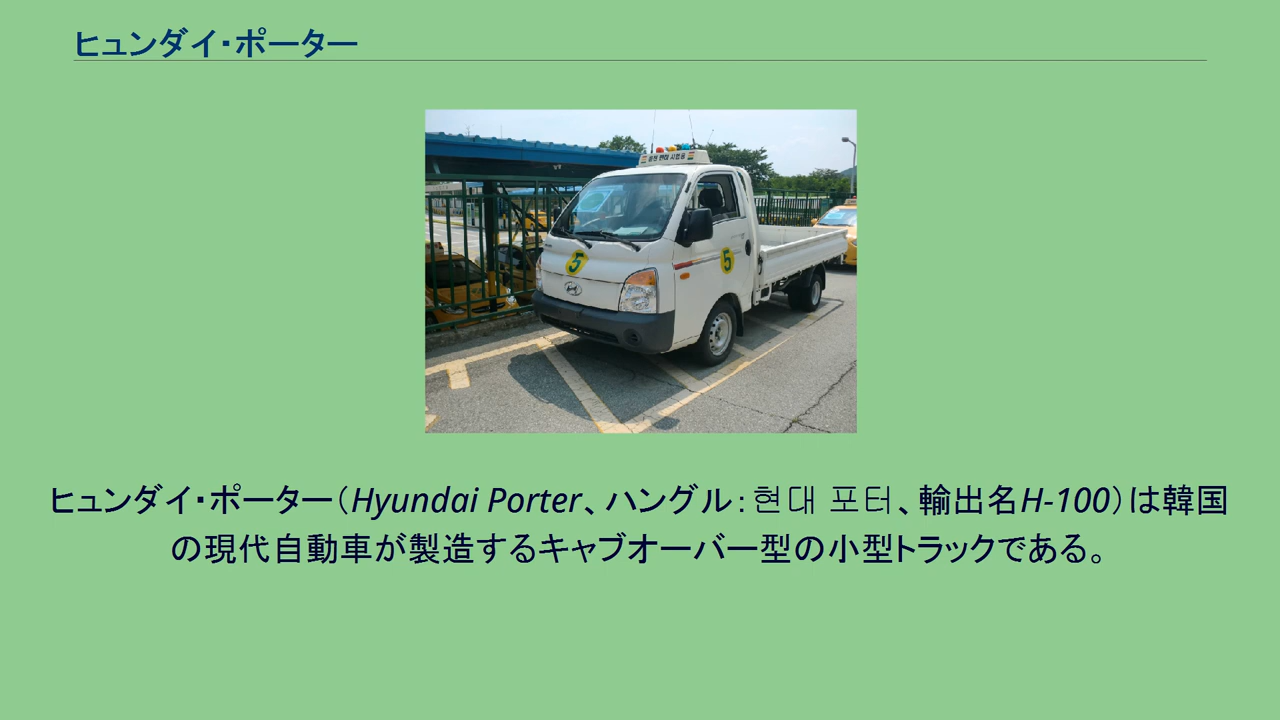 ヒュンダイ・ポーター
5
5
ヒュンダイ・ポーター（Hyundai Porter、ハングル：현대 포터、輸出名H-100）は韓国
の現代自動車が製造するキャブオーバー型の小型トラックである。